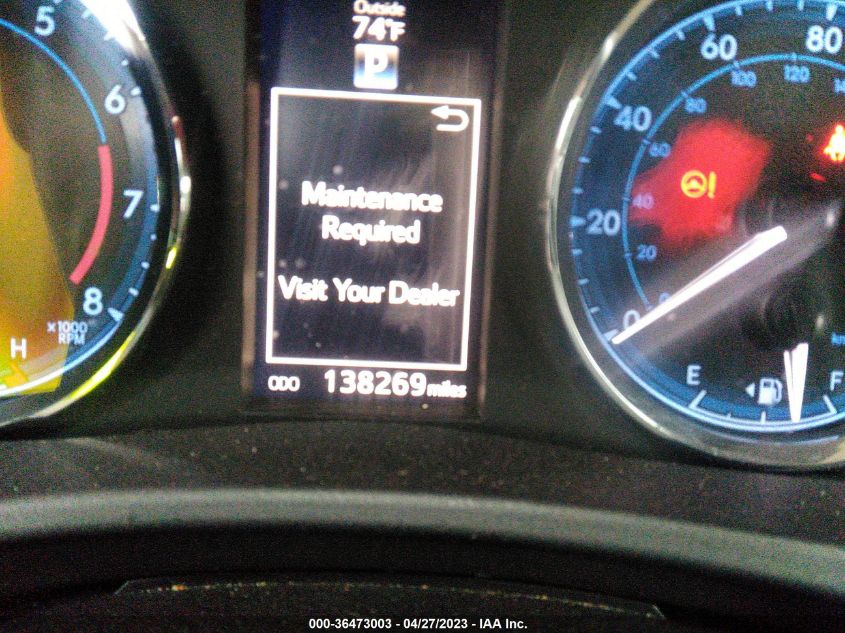 Outside
74°F
P
Maintenance
Required
Visit Your Dealer
ODO 138269 miles
5
6
7
8
x1000
RPM
H
0
20
40
60
80
0
20
40
60
80
100
120
E
F
000-36473003 - 04/27/2023 - IAA Inc.